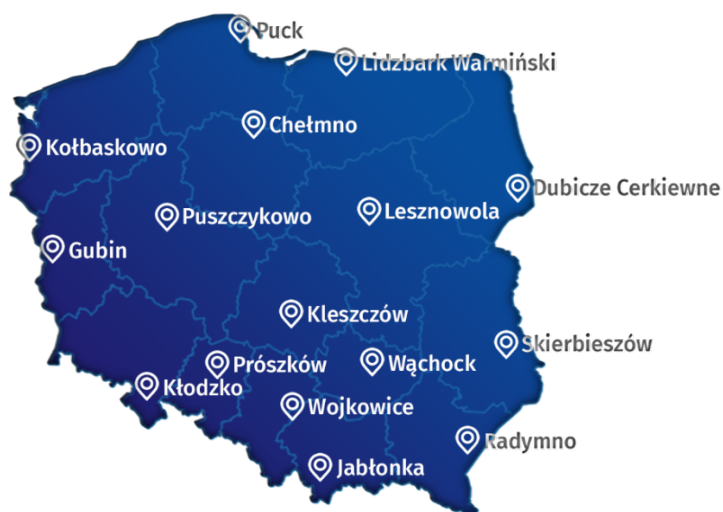 Puck
Lidzbark Warmiński
Chełmno
Kołbaskowo
Dubicze Cerkiewne
Puszczykowo
Lesznowola
Gubin
Kleszczów
Skierbieszów
Prószków
Wąchock
Kłodzko
Wojkowice
Radymno
Jabłonka